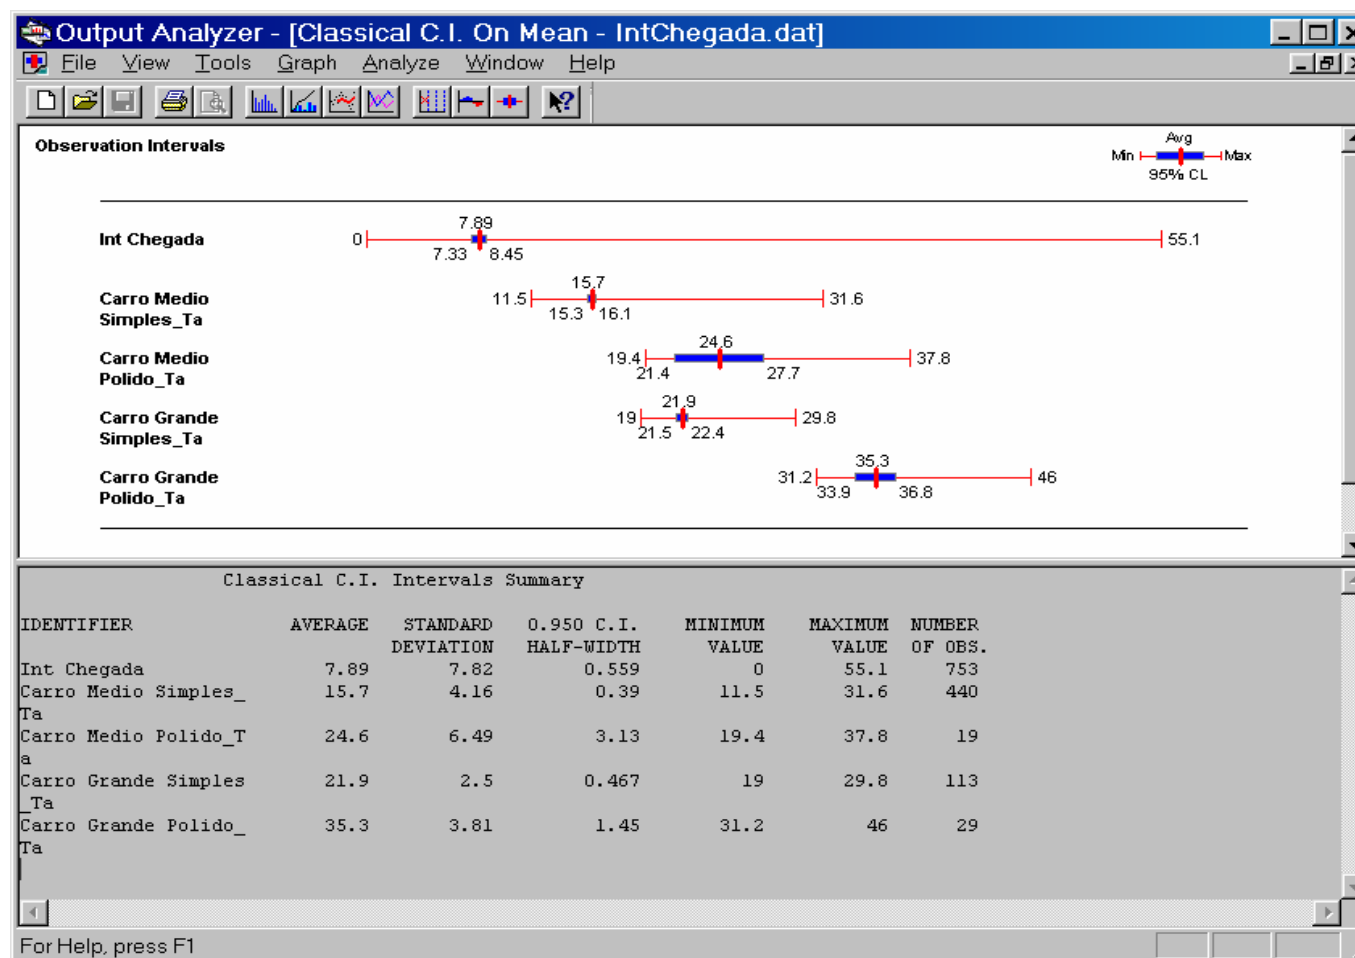 Output Analyzer - [Classical C.I. On Mean - IntChegada.dat]
File View Tools Graph Analyze Window Help
Observation Intervals
Avg
Min Max
95% CL
7.89
Int Chegada 0 55.1
7.33 8.45
15.7
Carro Medio 11.5 31.6
Simples_Ta 15.3 16.1
24.6
Carro Medio 19.4 37.8
Polido_Ta 21.4 27.7
21.9
Carro Grande 19 29.8
Simples_Ta 21.5 22.4
35.3
Carro Grande 31.2 46
Polido_Ta 33.9 36.8
Classical C.I. Intervals Summary
IDENTIFIER AVERAGE STANDARD 0.950 C.I. MINIMUM MAXIMUM NUMBER
DEVIATION HALF-WIDTH VALUE VALUE OF OBS.
Int Chegada 7.89 7.82 0.559 0 55.1 753
Carro Medio Simples_ 15.7 4.16 0.39 11.5 31.6 440
Ta
Carro Medio Polido_T 24.6 6.49 3.13 19.4 37.8 19
a
Carro Grande Simples 21.9 2.5 0.467 19 29.8 113
_Ta
Carro Grande Polido_ 35.3 3.81 1.45 31.2 46 29
Ta
For Help, press F1